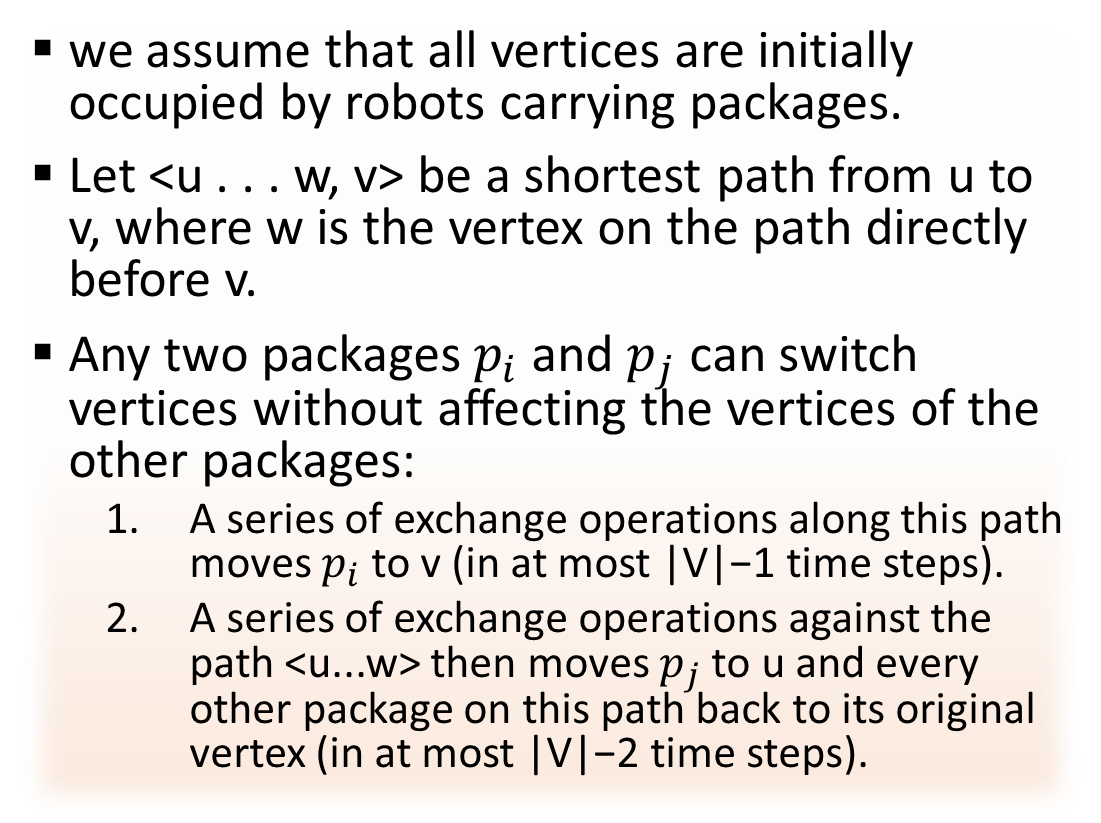 ▪ we assume that all vertices are initially
occupied by robots carrying packages.
▪ Let <u . . . w, v> be a shortest path from u to
v, where w is the vertex on the path directly
before v.
▪ Any two packages 𝑝𝑖 and 𝑝𝑗 can switch
vertices without affecting the vertices of the
other packages:
1. A series of exchange operations along this path
moves 𝑝𝑖 to v (in at most |V|−1 time steps).
2. A series of exchange operations against the
path <u...w> then moves 𝑝𝑗 to u and every
other package on this path back to its original
vertex (in at most |V|−2 time steps).